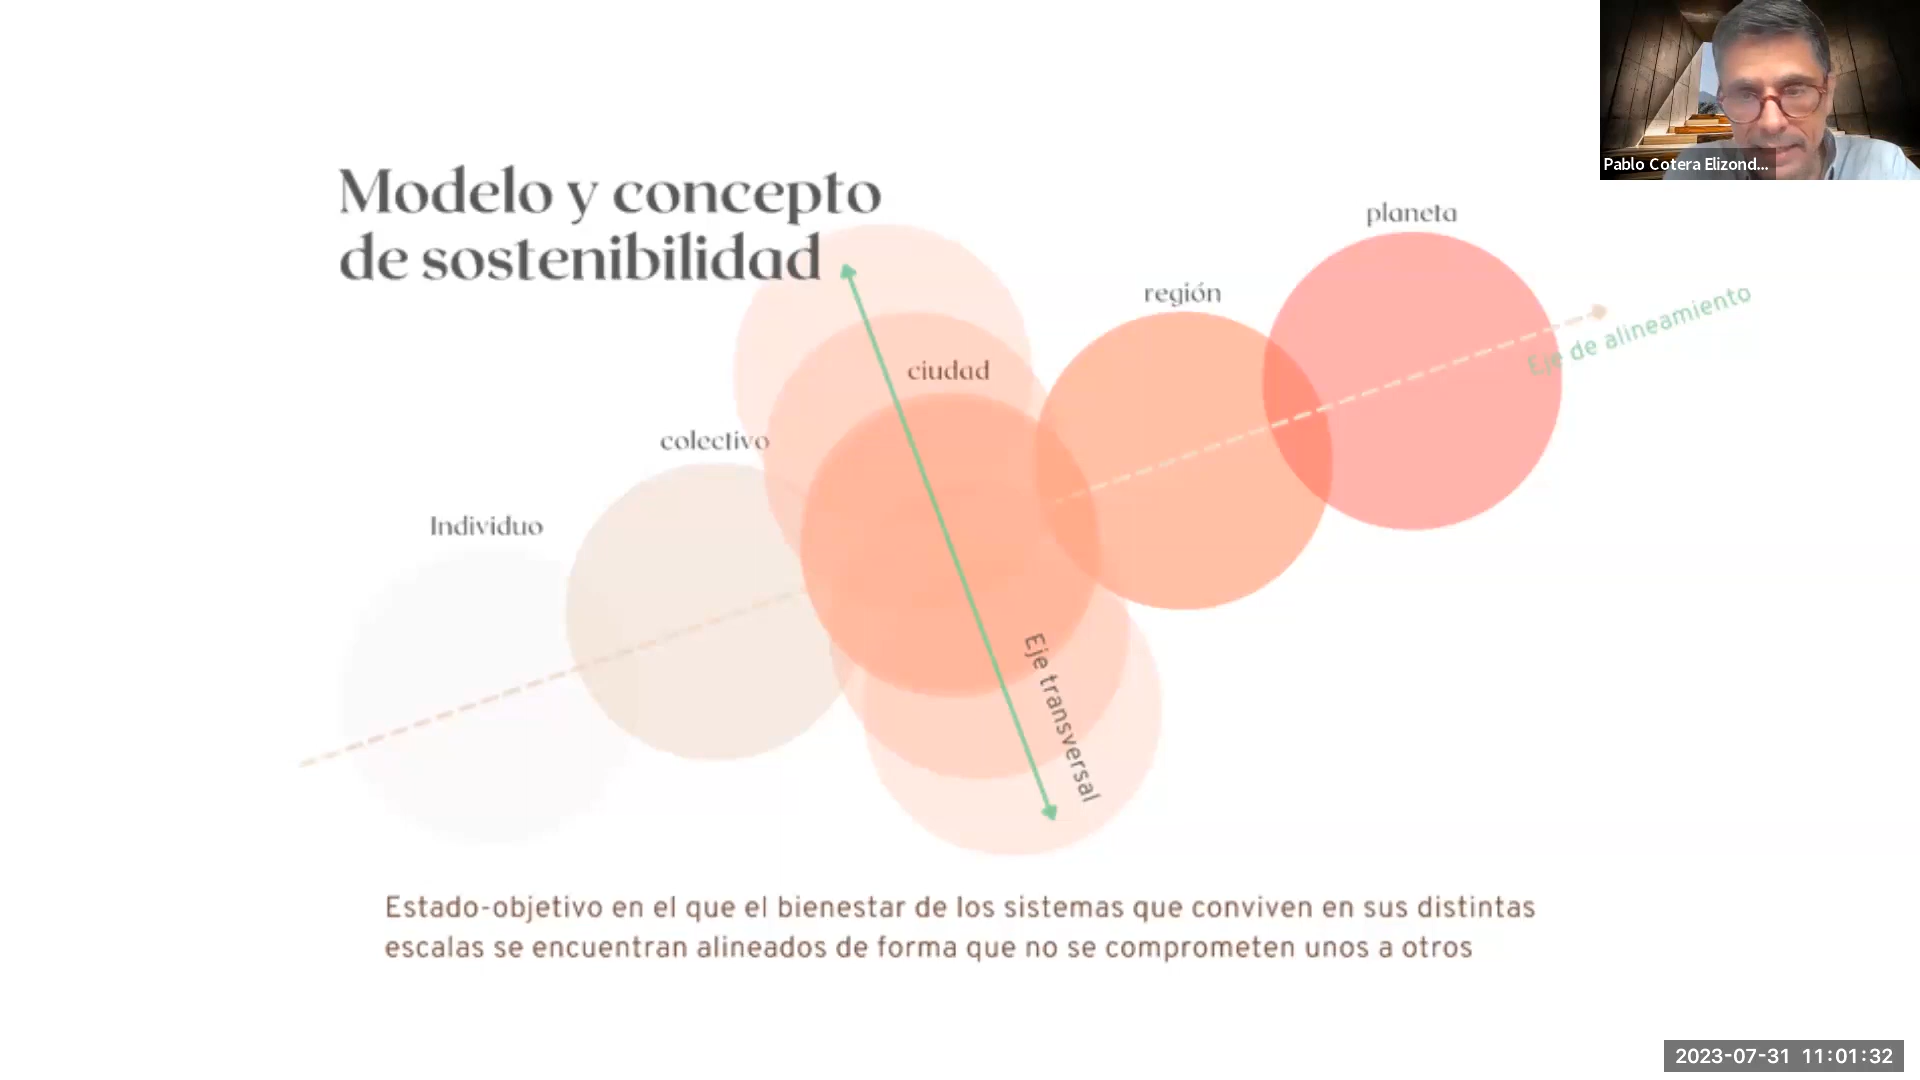 Pablo Cotera Elizond...
Modelo y concepto
de sostenibilidad
planeta
región
Eje de alineamiento
ciudad
colectivo
Individuo
Eje transversal
Estado-objetivo en el que el bienestar de los sistemas que conviven en sus distintas
escalas se encuentran alineados de forma que no se comprometen unos a otros
2023-07-31 11:01:32